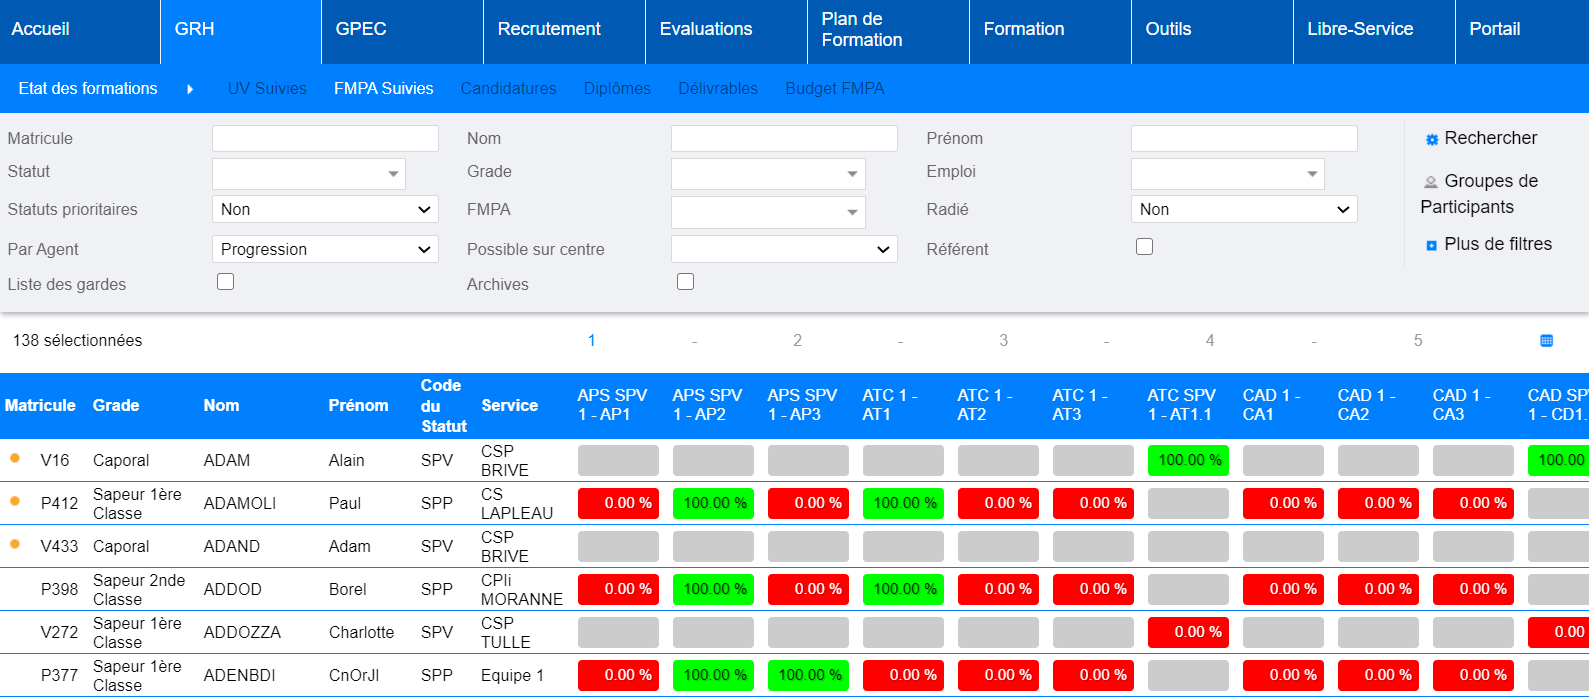 Accueil GRH GPEC Recrutement Evaluations Plan de Formation Formation Outils Libre-Service Portail
Etat des formations UV Suivies FMPA Suivies Candidatures Diplômes Délivrables Budget FMPA
Matricule Nom Prénom Rechercher
Statut Grade Emploi Groupes de Participants
Statuts prioritaires Non FMPA Radié Non
Par Agent Progression Possible sur centre Référent Plus de filtres
Liste des gardes Archives
138 sélectionnées 1 - 2 - 3 - 4 - 5
Matricule Grade Nom Prénom Code du Statut Service APS SPV 1 - AP1 APS SPV 1 - AP2 APS SPV 1 - AP3 ATC 1 - AT1 ATC 1 - AT2 ATC 1 - AT3 ATC SPV 1 - AT1.1 CAD 1 - CA1 CAD 1 - CA2 CAD 1 - CA3 CAD SPV 1 - CD1.
V16 Caporal ADAM Alain SPV CSP BRIVE 100.00 % 100.00
P412 Sapeur 1ère Classe ADAMOLI Paul SPP CS LAPLEAU 0.00 % 100.00 % 0.00 % 100.00 % 0.00 % 0.00 % 0.00 % 0.00 % 0.00 %
V433 Caporal ADAND Adam SPV CSP BRIVE
P398 Sapeur 2nde Classe ADDOD Borel SPP CPIi MORANNE 0.00 % 100.00 % 0.00 % 100.00 % 0.00 % 0.00 % 0.00 % 0.00 % 0.00 %
V272 Sapeur 1ère Classe ADDOZZA Charlotte SPV CSP TULLE 0.00 % 0.00
P377 Sapeur 1ère Classe ADENBDI CnOrJl SPP Equipe 1 0.00 % 100.00 % 100.00 % 0.00 % 0.00 % 0.00 % 0.00 % 0.00 % 0.00 %